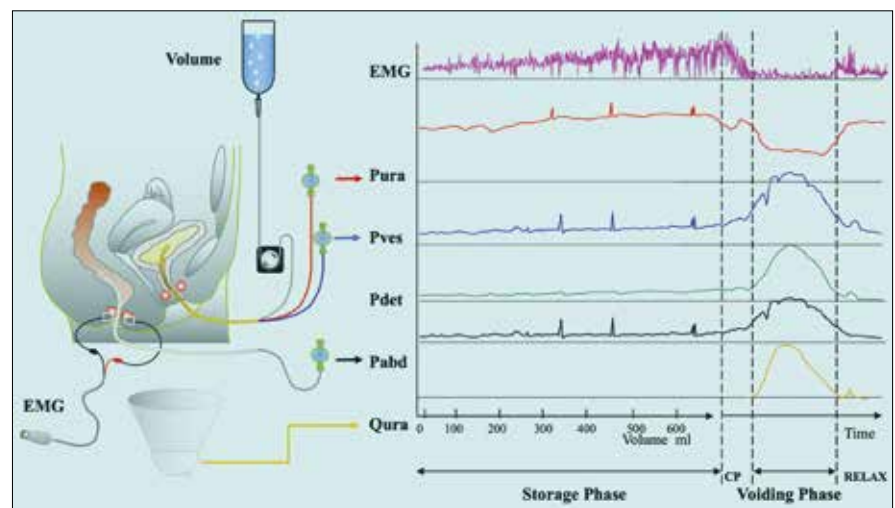 Volume
EMG
Pura
Pves
Pdet
Pabd
EMG
Qura
0 100 200 300 400 500 600
Volume ml
Time
CP
RELAX
Storage Phase
Voiding Phase